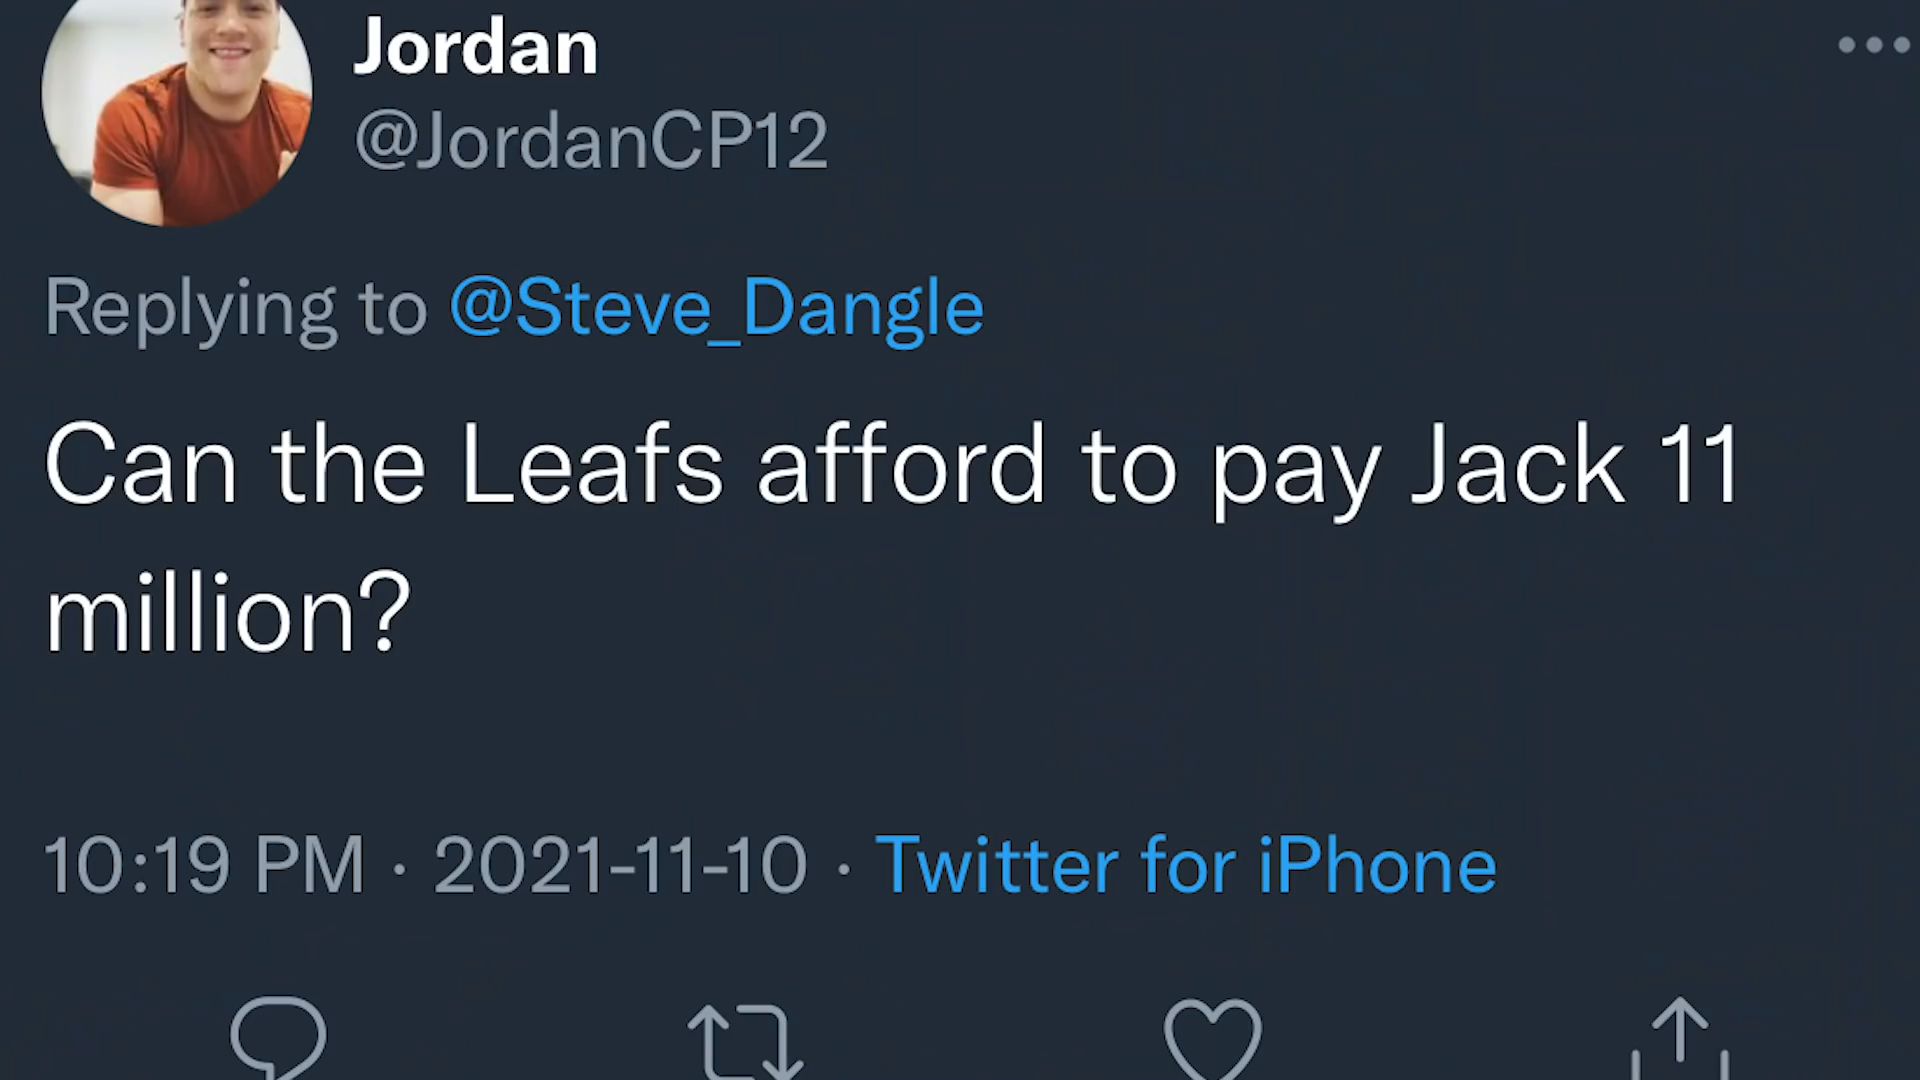 Jordan
@JordanCP12
Replying to @Steve_Dangle
Can the Leafs afford to pay Jack 11
million?
10:19 PM · 2021-11-10 · Twitter for iPhone